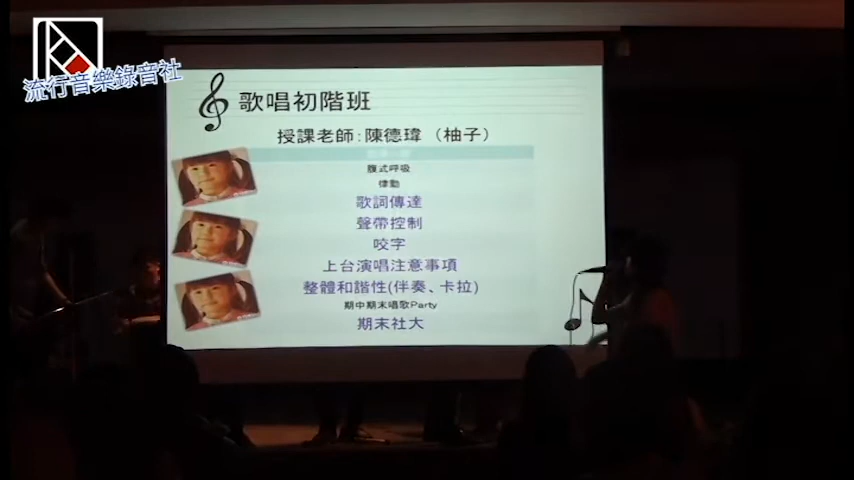 流行音樂錄音社
歌唱初階班
授課老師:陳德瑋 (柚子)
腹式呼吸
律動
歌詞傳達
聲帶控制
咬字
上台演唱注意事項
整體和諧性(伴奏、卡拉)
期中期末唱歌Party
期末社大